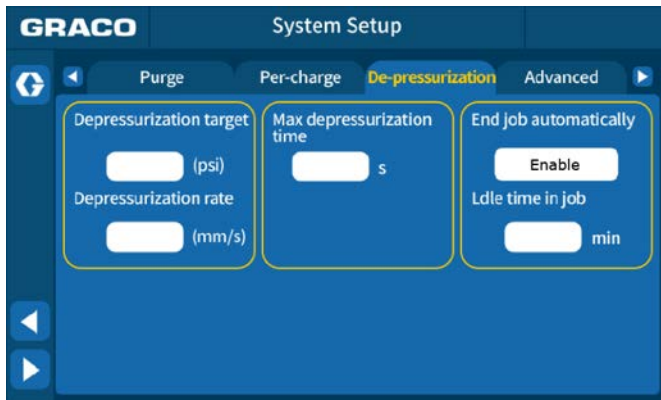 GRACO
System Setup
Purge
Per-charge
De-pressurization
Advanced
Depressurization target
(psi)
Depressurization rate
(mm/s)
Max depressurization
time
s
End job automatically
Enable
Ldle time in job
min